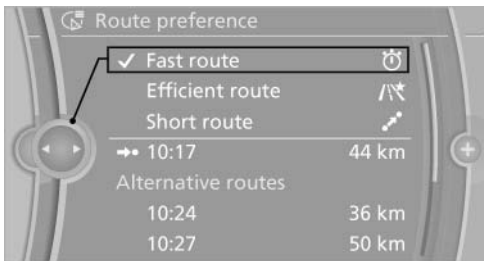 Route preference
Fast route
Efficient route
Short route
10:17 44 km
Alternative routes
10:24 36 km
10:27 50 km